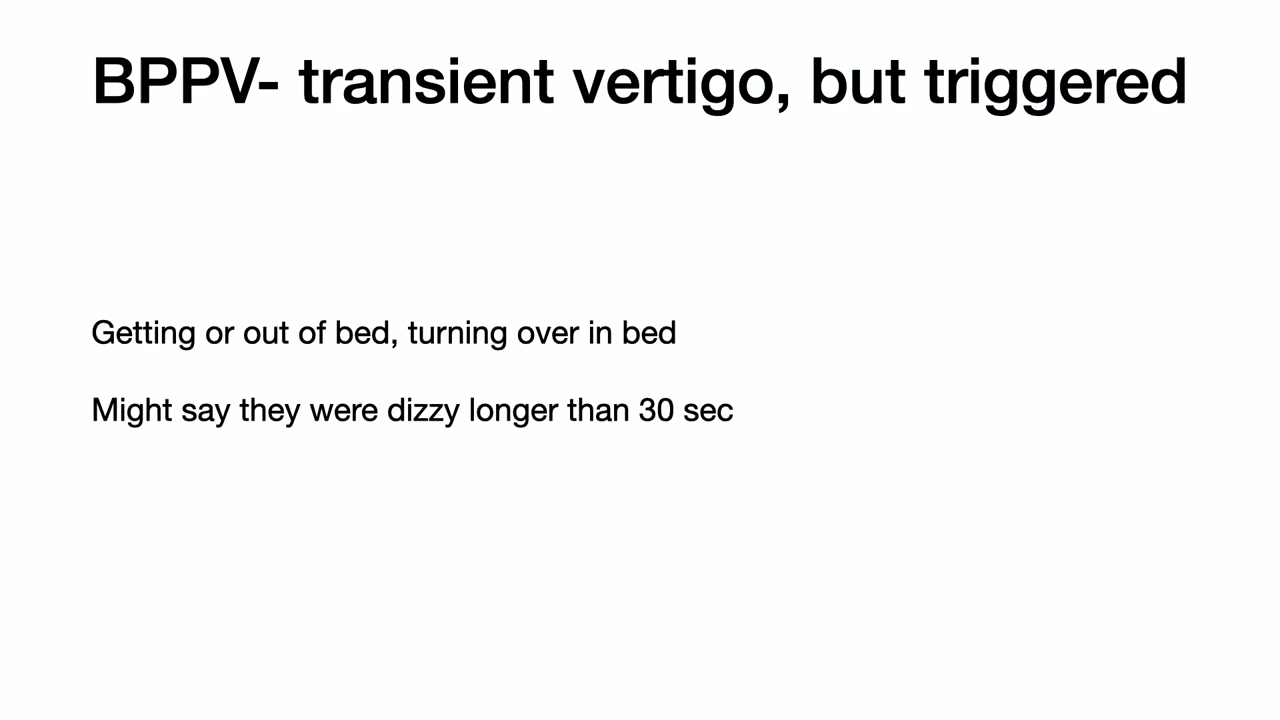 BPPV- transient vertigo, but triggered
Getting or out of bed, turning over in bed
Might say they were dizzy longer than 30 sec